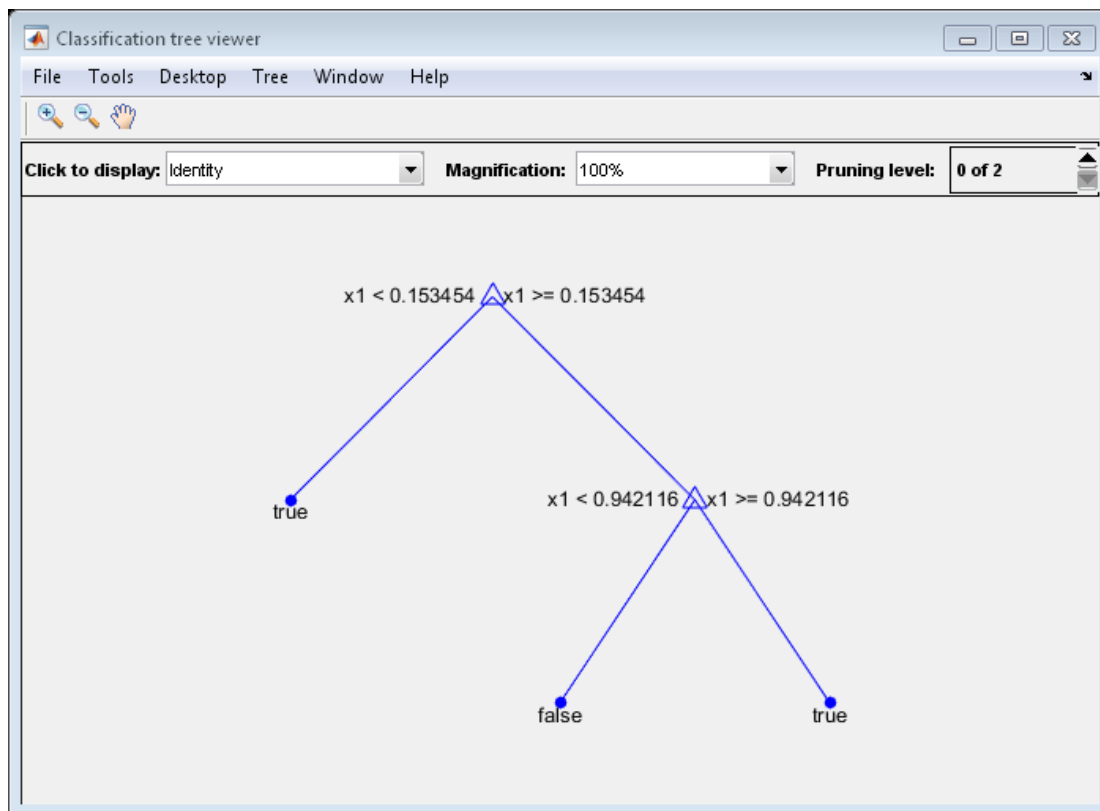 Classification tree viewer
File Tools Desktop Tree Window Help
Click to display: Identity Magnification: 100% Pruning level: 0 of 2
x1 < 0.153454 x1 >= 0.153454
true
x1 < 0.942116 x1 >= 0.942116
false true